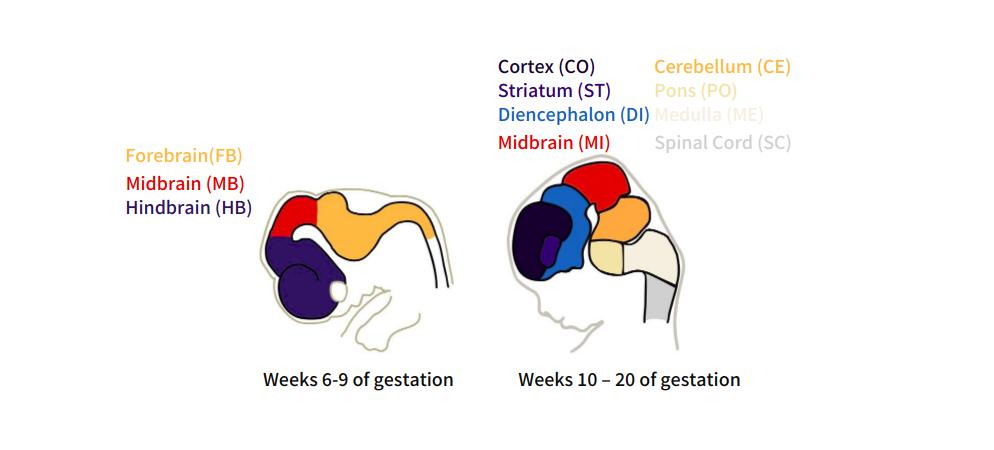 Cortex (CO)
Striatum (ST)
Diencephalon (DI)
Midbrain (MI)
Cerebellum (CE)
Pons (PO)
Medulla (ME)
Spinal Cord (SC)
Forebrain(FB)
Midbrain (MB)
Hindbrain (HB)
Weeks 6-9 of gestation
Weeks 10 – 20 of gestation